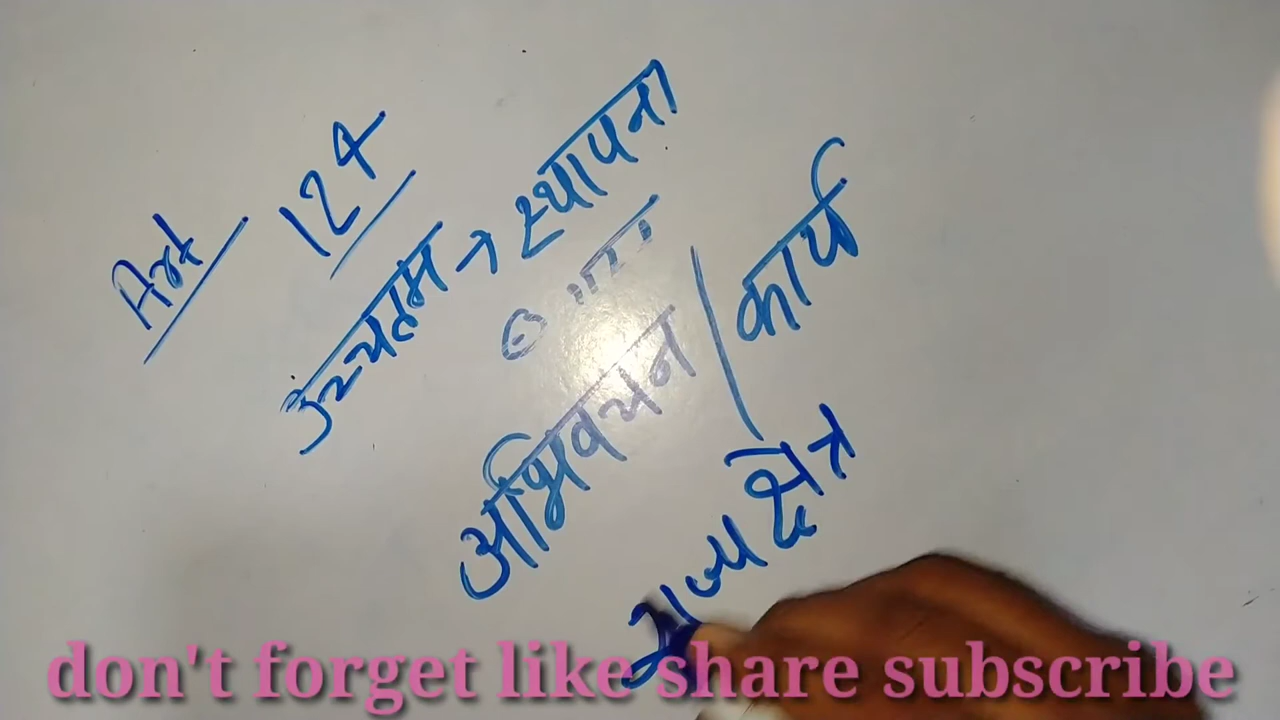 Art 124
उच्चतम → स्थापना
अभिवचन / कार्य
क्षेत्र
don't forget like share subscribe